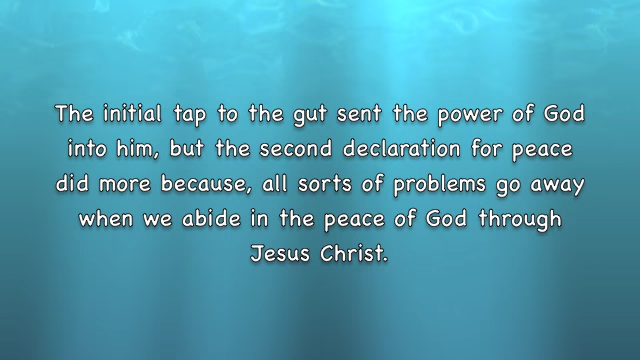 The initial tap to the gut sent the power of God
into him, but the second declaration for peace
did more because, all sorts of problems go away
when we abide in the peace of God through
Jesus Christ.